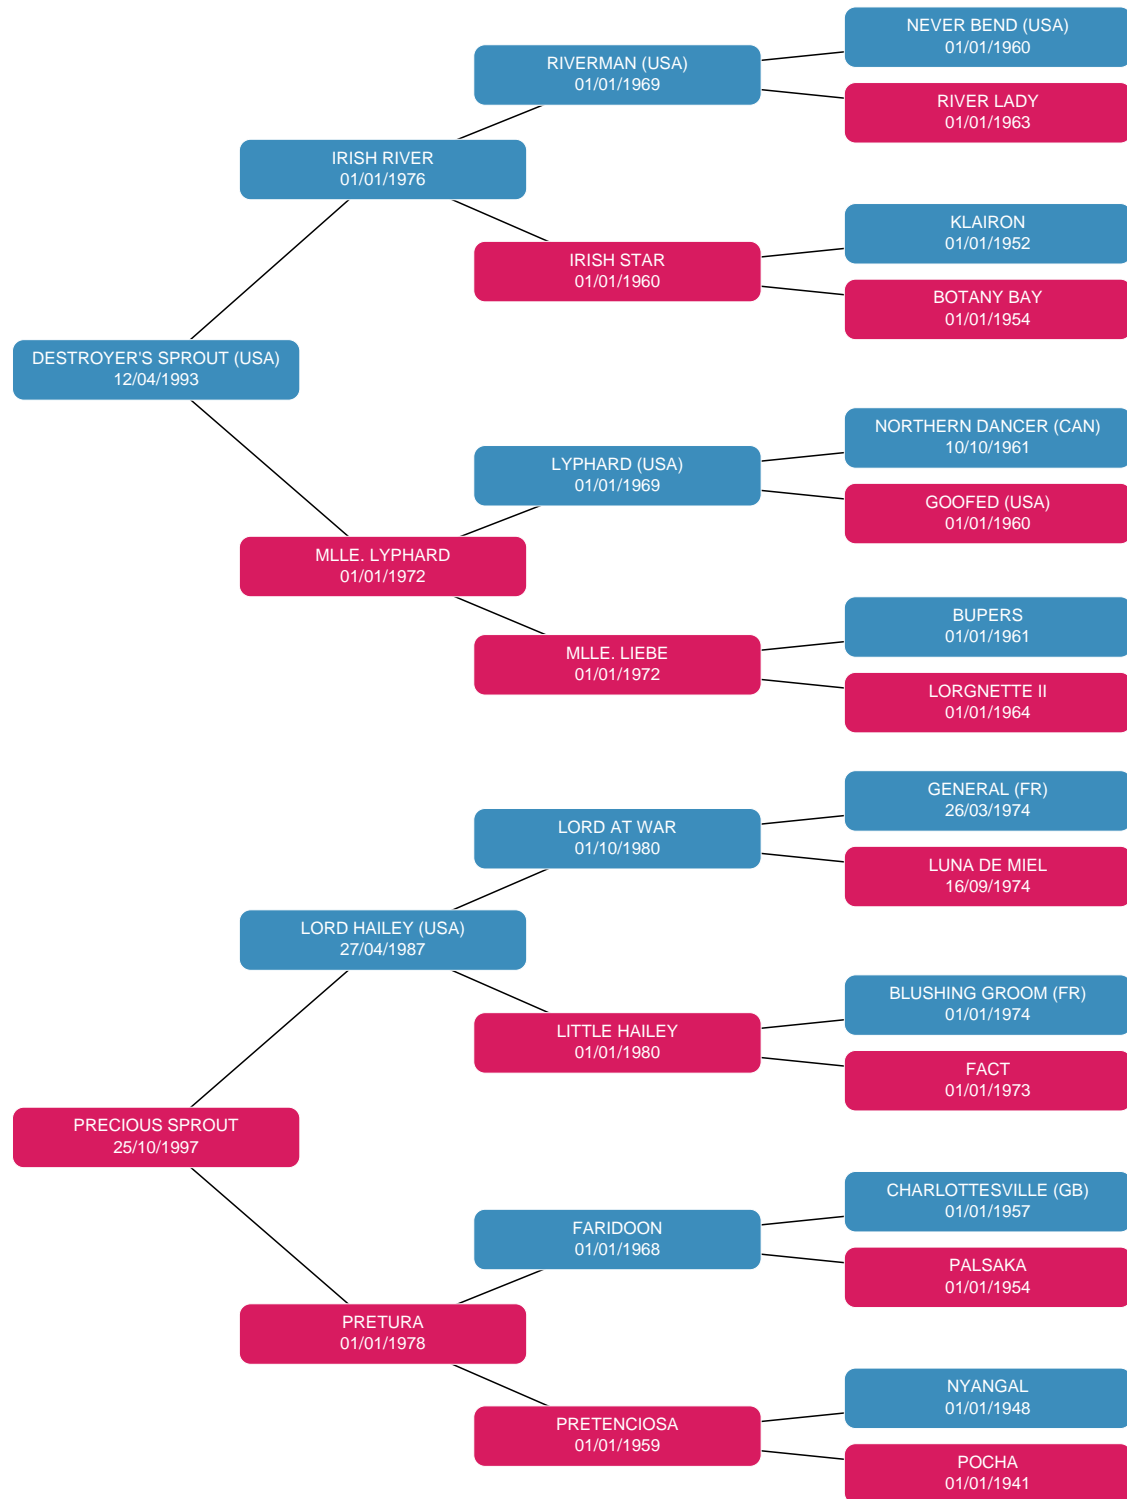 NEVER BEND (USA)
01/01/1960
RIVERMAN (USA)
01/01/1969
RIVER LADY
01/01/1963
IRISH RIVER
01/01/1976
KLAIRON
01/01/1952
IRISH STAR
01/01/1960
BOTANY BAY
01/01/1954
DESTROYER'S SPROUT (USA)
12/04/1993
NORTHERN DANCER (CAN)
10/10/1961
LYPHARD (USA)
01/01/1969
GOOFED (USA)
01/01/1960
MLLE. LYPHARD
01/01/1972
BUPERS
01/01/1961
MLLE. LIEBE
01/01/1972
LORGNETTE II
01/01/1964
GENERAL (FR)
26/03/1974
LORD AT WAR
01/10/1980
LUNA DE MIEL
16/09/1974
LORD HAILEY (USA)
27/04/1987
BLUSHING GROOM (FR)
01/01/1974
LITTLE HAILEY
01/01/1980
FACT
01/01/1973
PRECIOUS SPROUT
25/10/1997
CHARLOTTESVILLE (GB)
01/01/1957
FARIDOON
01/01/1968
PALSAKA
01/01/1954
PRETURA
01/01/1978
NYANGAL
01/01/1948
PRETENCIOSA
01/01/1959
POCHA
01/01/1941